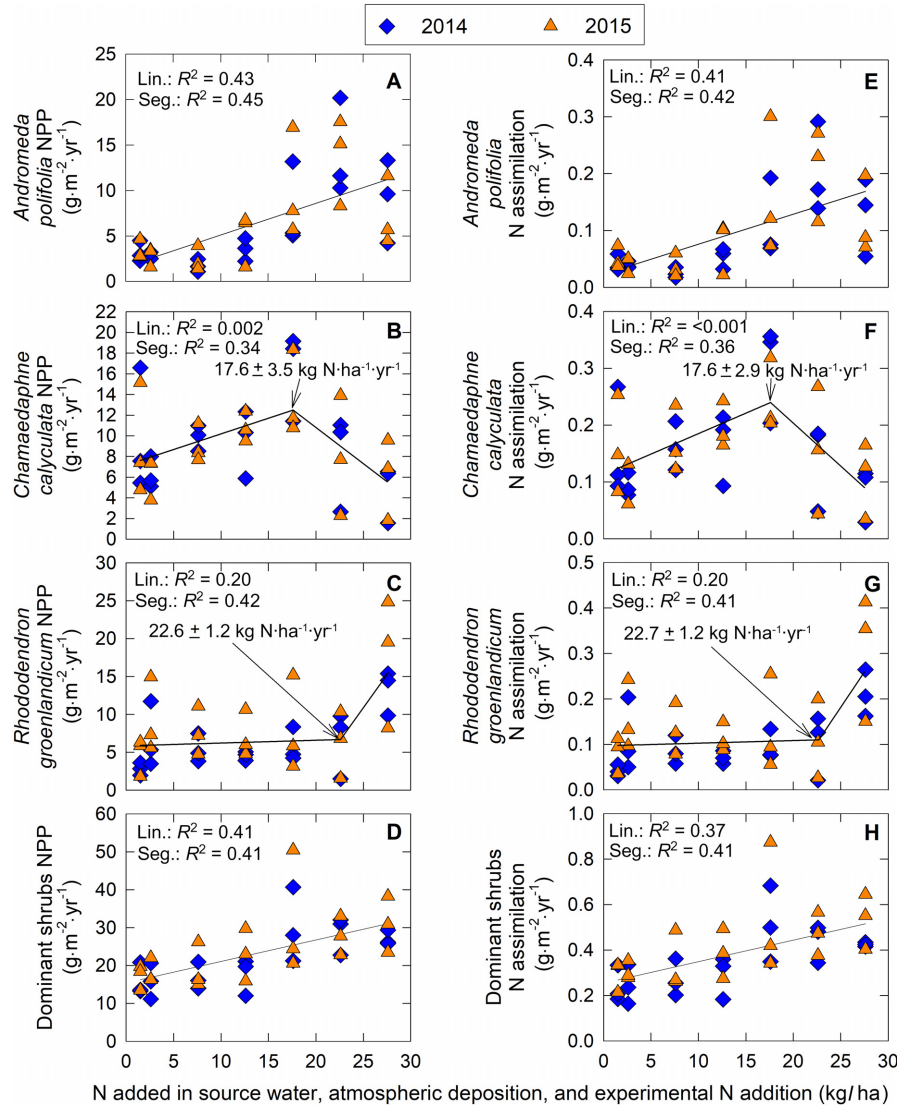 2014 2015
A
Lin.: R² = 0.43
Seg.: R² = 0.45
Andromeda
polifolia NPP
(g·m⁻²·yr⁻¹)
25
20
15
10
5
0
E
Lin.: R² = 0.41
Seg.: R² = 0.42
Andromeda
polifolia
N assimilation
(g·m⁻²·yr⁻¹)
0.4
0.3
0.2
0.1
0.0
B
Lin.: R² = 0.002
Seg.: R² = 0.34
17.6 ± 3.5 kg N·ha⁻¹·yr⁻¹
Chamaedaphne
calyculata NPP
(g·m⁻²·yr⁻¹)
22
20
18
16
14
12
10
8
6
4
2
0
F
Lin.: R² = <0.001
Seg.: R² = 0.36
17.6 ± 2.9 kg N·ha⁻¹·yr⁻¹
Chamaedaphne
calyculata
N assimilation
(g·m⁻²·yr⁻¹)
0.4
0.3
0.2
0.1
0.0
C
Lin.: R² = 0.20
Seg.: R² = 0.42
22.6 ± 1.2 kg N·ha⁻¹·yr⁻¹
Rhododendron
groenlandicum NPP
(g·m⁻²·yr⁻¹)
30
25
20
15
10
5
0
G
Lin.: R² = 0.20
Seg.: R² = 0.41
22.7 ± 1.2 kg N·ha⁻¹·yr⁻¹
Rhododendron
groenlandicum
N assimilation
(g·m⁻²·yr⁻¹)
0.5
0.4
0.3
0.2
0.1
0.0
D
Lin.: R² = 0.41
Seg.: R² = 0.41
Dominant shrubs NPP
(g·m⁻²·yr⁻¹)
60
50
40
30
20
10
0
0 5 10 15 20 25 30
H
Lin.: R² = 0.37
Seg.: R² = 0.41
Dominant shrubs
N assimilation
(g·m⁻²·yr⁻¹)
1.0
0.8
0.6
0.4
0.2
0.0
0 5 10 15 20 25 30
N added in source water, atmospheric deposition, and experimental N addition (kg/ha)